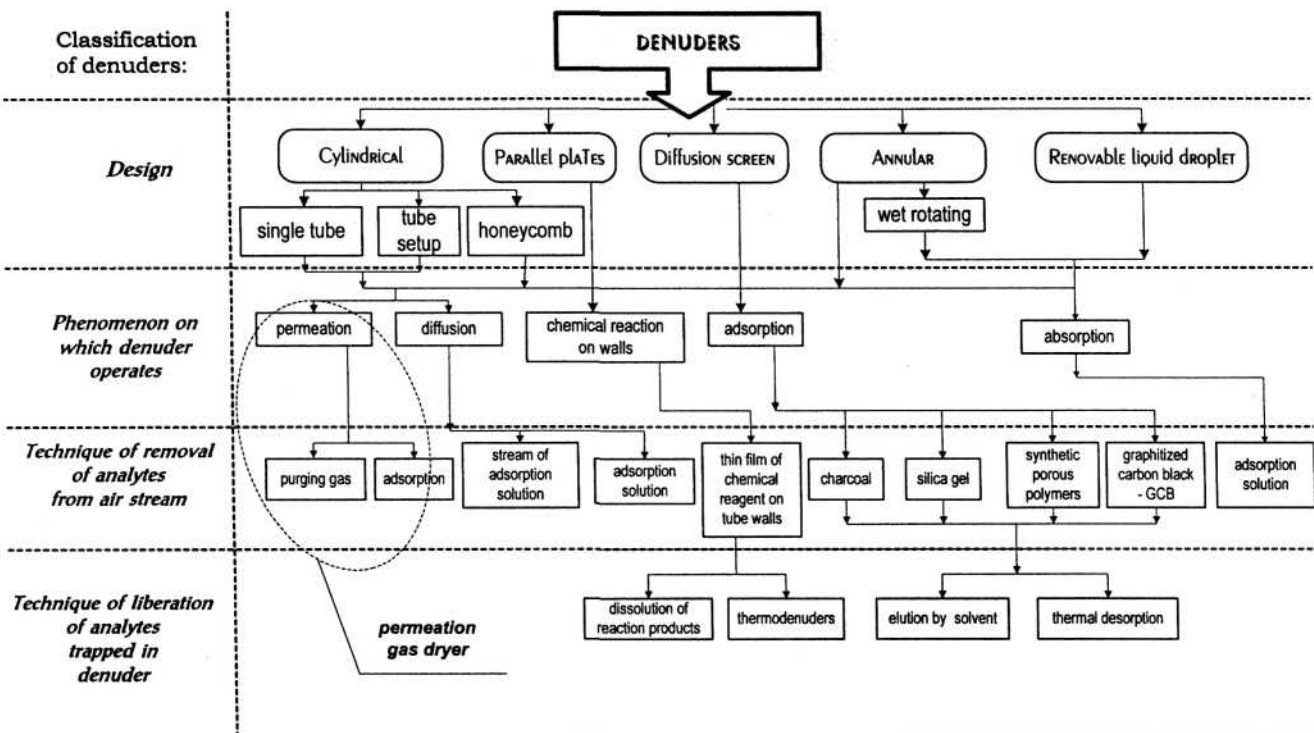 Classification
of denuders:
DENUDERS
Design
Cylindrical
Parallel plaTes
Diffusion screen
Annular
Renovable liquid droplet
single tube
tube
setup
honeycomb
wet rotating
Phenomenon on
which denuder
operates
permeation
diffusion
chemical reaction
on walls
adsorption
absorption
Technique of removal
of analytes
from air stream
purging gas
adsorption
stream of
adsorption
solution
adsorption
solution
thin film of
chemical
reagent on
tube walls
charcoal
silica gel
synthetic
porous
polymers
graphitized
carbon black
- GCB
adsorption
solution
Technique of liberation
of analytes
trapped in
denuder
permeation
gas dryer
dissolution of
reaction products
thermodenuders
elution by solvent
thermal desorption